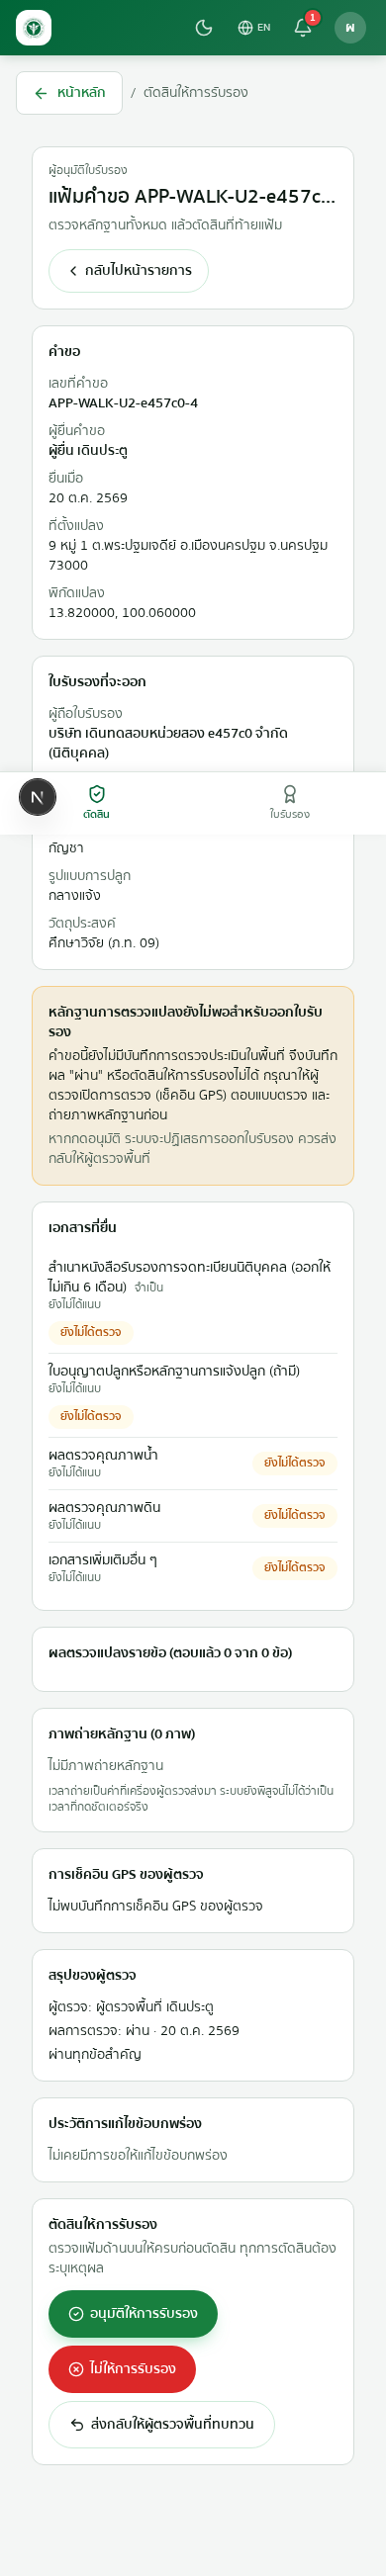 EN
1
พ
หน้าหลัก
/ ตัดสินให้การรับรอง
ผู้อนุมัติใบรับรอง
แฟ้มคำขอ APP-WALK-U2-e457c...
ตรวจหลักฐานทั้งหมด แล้วตัดสินที่ท้ายแฟ้ม
กลับไปหน้ารายการ
คำขอ
เลขที่คำขอ
APP-WALK-U2-e457c0-4
ผู้ยื่นคำขอ
ผู้ยื่น เดินประตู
ยื่นเมื่อ
20 ต.ค. 2569
ที่ตั้งแปลง
9 หมู่ 1 ต.พระปฐมเจดีย์ อ.เมืองนครปฐม จ.นครปฐม
73000
พิกัดแปลง
13.820000, 100.060000
ใบรับรองที่จะออก
ผู้ถือใบรับรอง
บริษัท เดินทดสอบหน่วยสอง e457c0 จำกัด
(นิติบุคคล)
N
ตัดสิน
ใบรับรอง
กัญชา
รูปแบบการปลูก
กลางแจ้ง
วัตถุประสงค์
ศึกษาวิจัย (ภ.ท. 09)
หลักฐานการตรวจแปลงยังไม่พอสำหรับออกใบรับ
รอง
คำขอนี้ยังไม่มีบันทึกการตรวจประเมินในพื้นที่ จึงบันทึก
ผล "ผ่าน" หรือตัดสินให้การรับรองไม่ได้ กรุณาให้ผู้
ตรวจเปิดการตรวจ (เช็คอิน GPS) ตอบแบบตรวจ และ
ถ่ายภาพหลักฐานก่อน
หากกดอนุมัติ ระบบจะปฏิเสธการออกใบรับรอง ควรส่ง
กลับให้ผู้ตรวจพื้นที่
เอกสารที่ยื่น
สำเนาหนังสือรับรองการจดทะเบียนนิติบุคคล (ออกให้
ไม่เกิน 6 เดือน) จำเป็น
ยังไม่ได้แนบ
ยังไม่ได้ตรวจ
ใบอนุญาตปลูกหรือหลักฐานการแจ้งปลูก (ถ้ามี)
ยังไม่ได้แนบ
ยังไม่ได้ตรวจ
ผลตรวจคุณภาพน้ำ
ยังไม่ได้แนบ
ยังไม่ได้ตรวจ
ผลตรวจคุณภาพดิน
ยังไม่ได้แนบ
ยังไม่ได้ตรวจ
เอกสารเพิ่มเติมอื่น ๆ
ยังไม่ได้แนบ
ยังไม่ได้ตรวจ
ผลตรวจแปลงรายข้อ (ตอบแล้ว 0 จาก 0 ข้อ)
ภาพถ่ายหลักฐาน (0 ภาพ)
ไม่มีภาพถ่ายหลักฐาน
เวลาถ่ายเป็นค่าที่เครื่องผู้ตรวจส่งมา ระบบยังพิสูจน์ไม่ได้ว่าเป็น
เวลาที่กดชัตเตอร์จริง
การเช็คอิน GPS ของผู้ตรวจ
ไม่พบบันทึกการเช็คอิน GPS ของผู้ตรวจ
สรุปของผู้ตรวจ
ผู้ตรวจ: ผู้ตรวจพื้นที่ เดินประตู
ผลการตรวจ: ผ่าน · 20 ต.ค. 2569
ผ่านทุกข้อสำคัญ
ประวัติการแก้ไขข้อบกพร่อง
ไม่เคยมีการขอให้แก้ไขข้อบกพร่อง
ตัดสินให้การรับรอง
ตรวจแฟ้มด้านบนให้ครบก่อนตัดสิน ทุกการตัดสินต้อง
ระบุเหตุผล
อนุมัติให้การรับรอง
ไม่ให้การรับรอง
ส่งกลับให้ผู้ตรวจพื้นที่ทบทวน